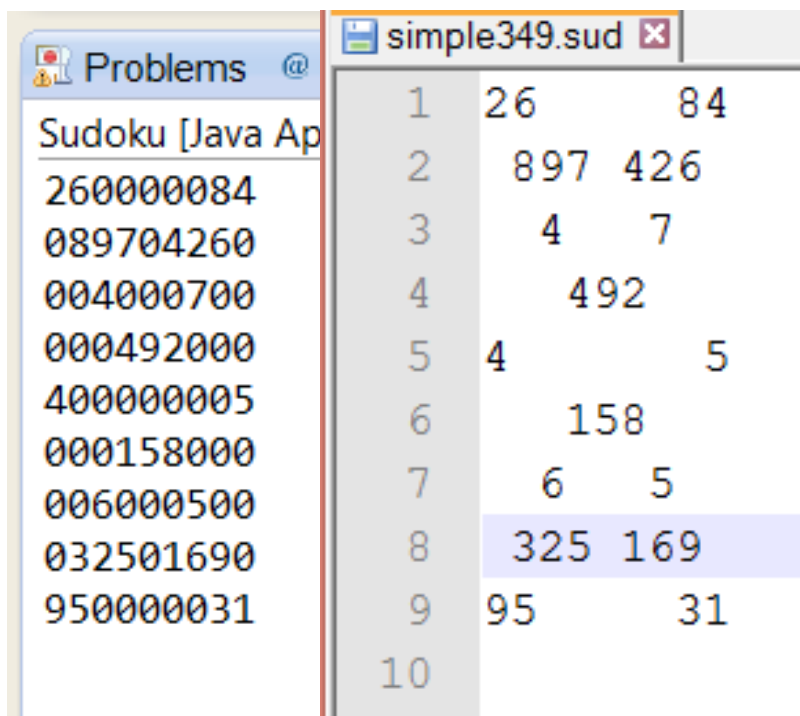 Problems @
Sudoku [Java Ap
260000084
089704260
004000700
000492000
400000005
000158000
006000500
032501690
950000031
simple349.sud
1 26     84
2  897 426
3   4   7
4    492
5 4       5
6    158
7   6   5
8  325 169
9 95     31
10